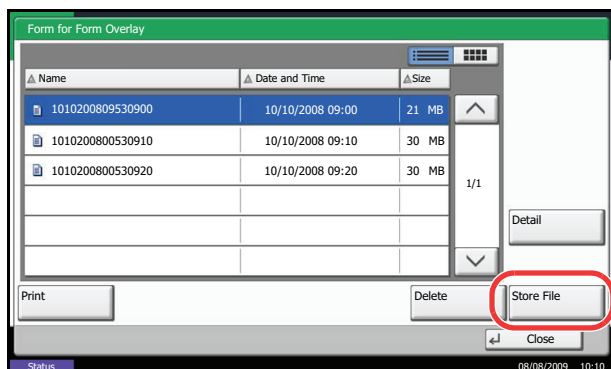 Form for Form Overlay
Name Date and Time Size
1010200809530900 10/10/2008 09:00 21 MB
1010200800530910 10/10/2008 09:10 30 MB
1010200800530920 10/10/2008 09:20 30 MB
1/1
Detail
Print Delete Store File
Close
Status 08/08/2009 10:10